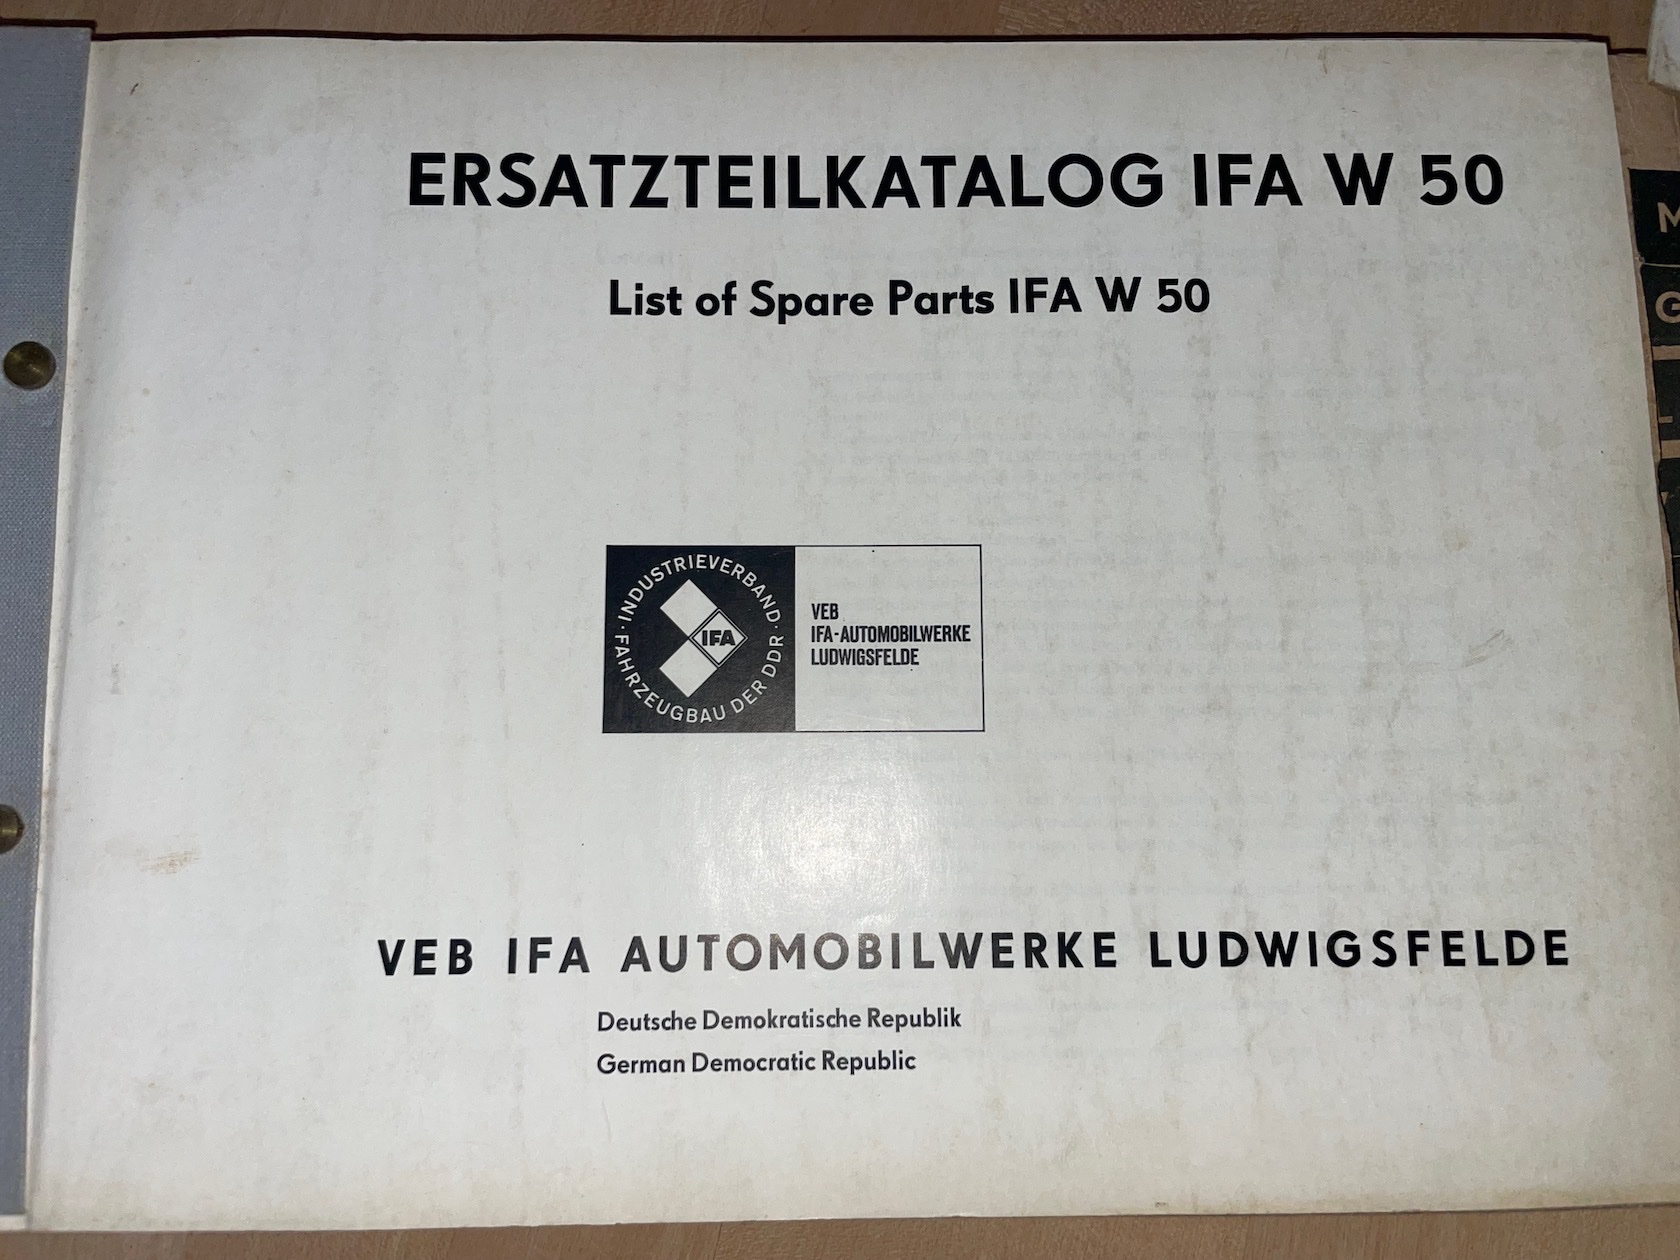 ERSATZTEILKATALOG IFA W 50
List of Spare Parts IFA W 50
· INDUSTRIEVERBAND · FAHRZEUGBAU DER DDR
IFA
VEB
IFA-AUTOMOBILWERKE
LUDWIGSFELDE
VEB IFA AUTOMOBILWERKE LUDWIGSFELDE
Deutsche Demokratische Republik
German Democratic Republic
M
G
L